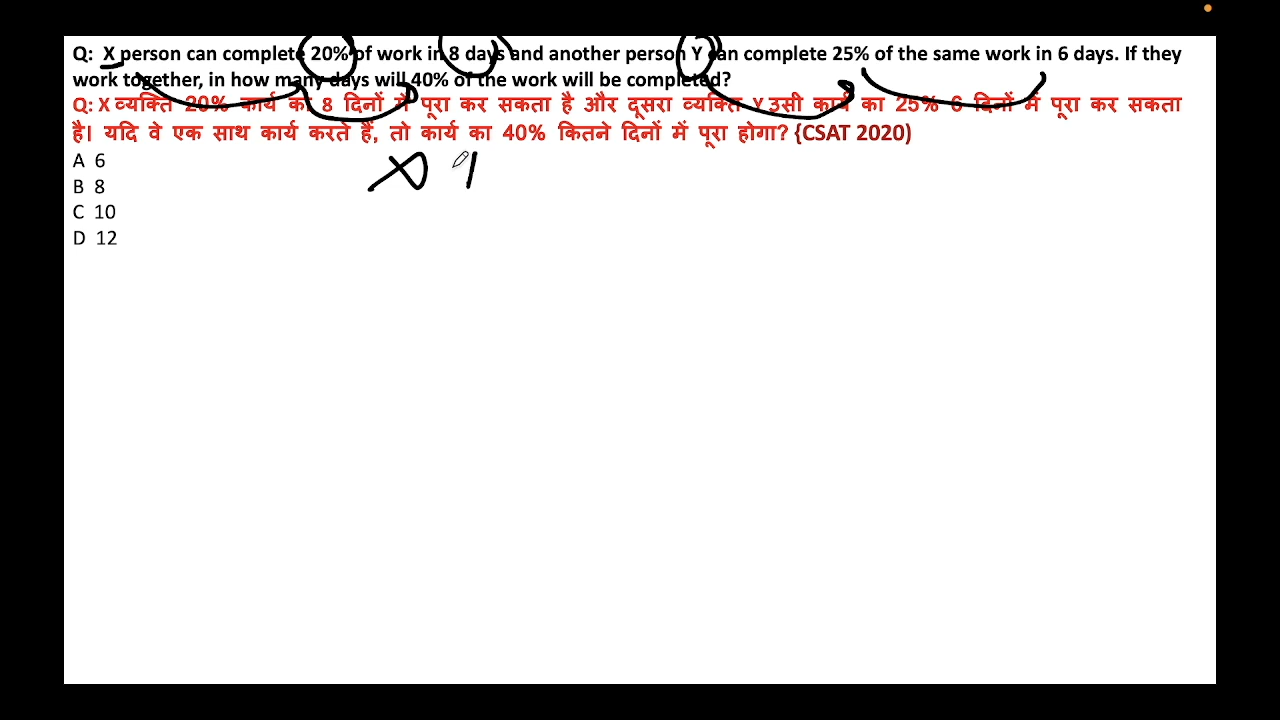 Q: X person can complete 20% of work in 8 days and another person Y can complete 25% of the same work in 6 days. If they
work together, in how many days will 40% of the work will be completed?
Q: X व्यक्ति 20% कार्य को 8 दिनों में पूरा कर सकता है और दूसरा व्यक्ति Y उसी कार्य का 25% 6 दिनों में पूरा कर सकता
है। यदि वे एक साथ कार्य करते हैं, तो कार्य का 40% कितने दिनों में पूरा होगा? {CSAT 2020)
A 6
B 8
C 10
D 12
X